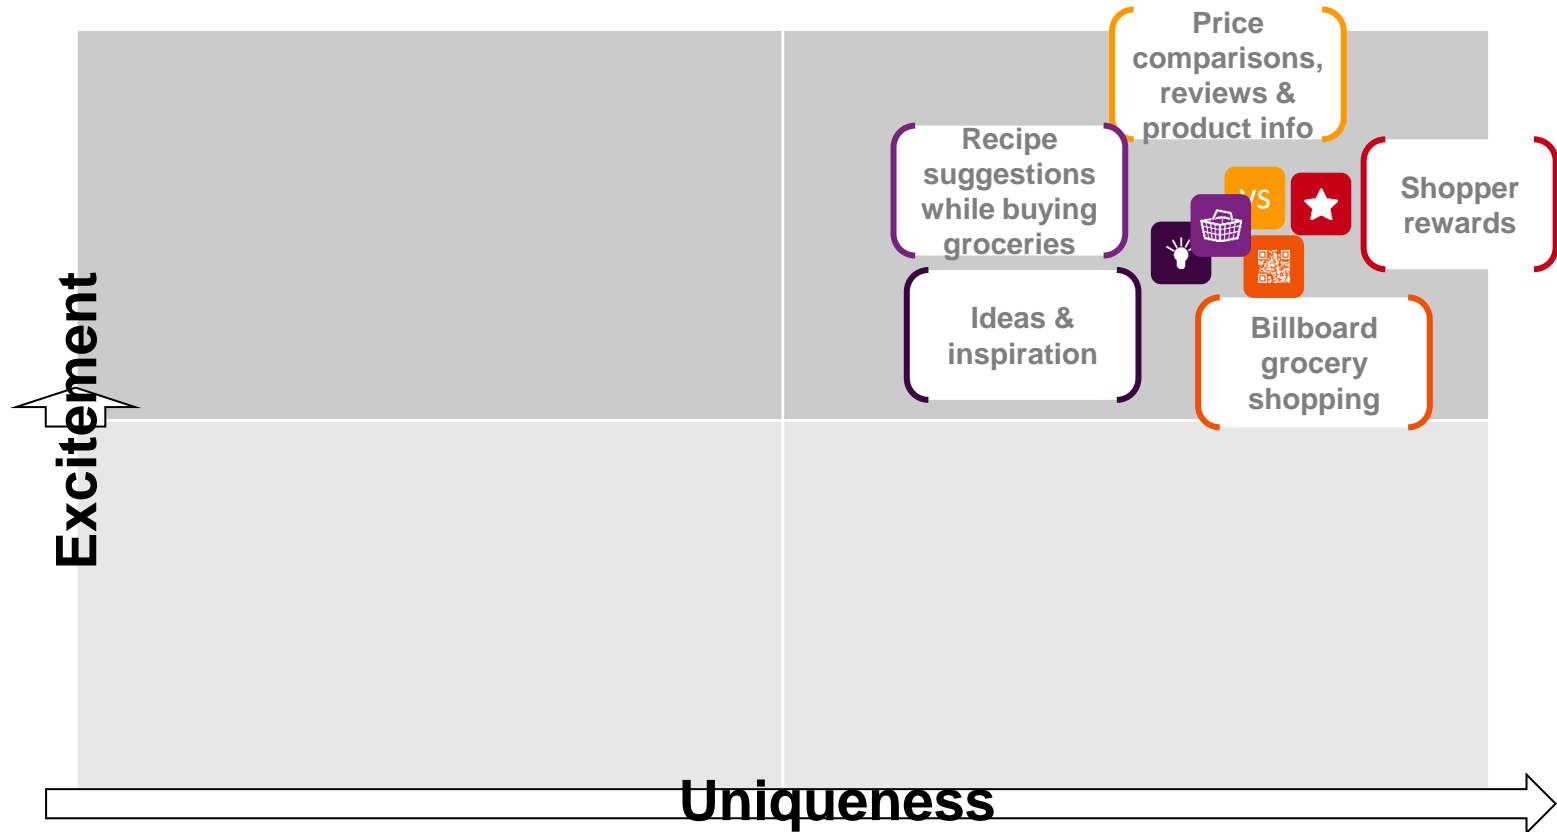 Price
comparisons,
reviews &
product info
Recipe
suggestions
while buying
groceries
VS
Shopper
rewards
Ideas &
inspiration
Billboard
grocery
shopping
Excitement
Uniqueness